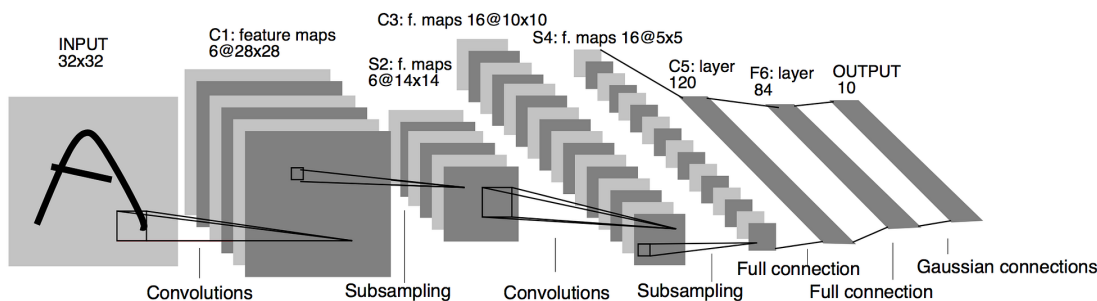 INPUT
32x32
C1: feature maps
6@28x28
S2: f. maps
6@14x14
C3: f. maps 16@10x10
S4: f. maps 16@5x5
C5: layer
120
F6: layer
84
OUTPUT
10
Convolutions
Subsampling
Convolutions
Subsampling
Full connection
Full connection
Gaussian connections